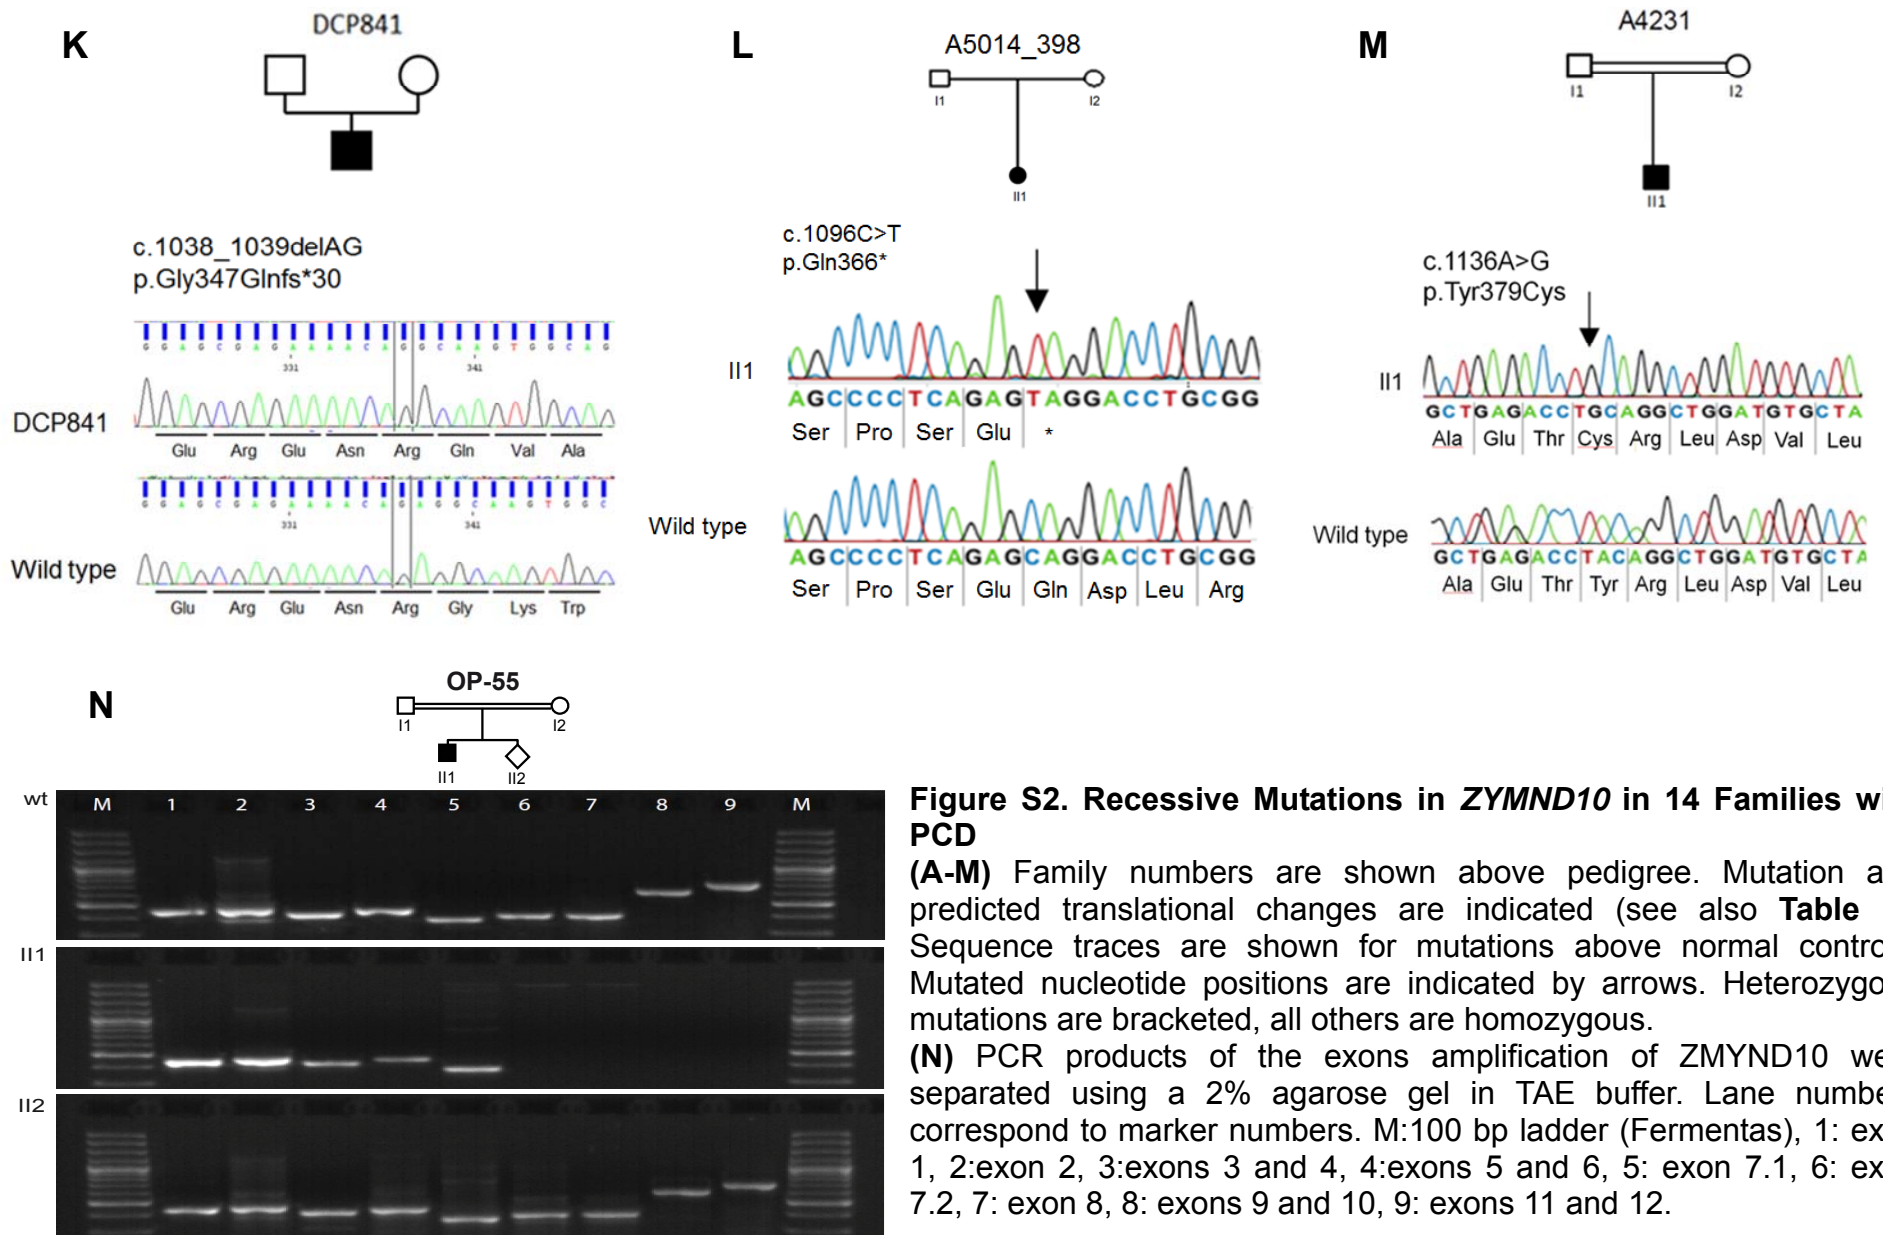 K
DCP841
c.1038_1039delAG
p.Gly347Glnfs*30
G G A G C G A G A A A A C A G G C A A G T G G C A G
331 341
DCP841
Glu Arg Glu Asn Arg Gln Val Ala
G G A G C G A G A A A A C A G A G G C A A G T G G C
331 341
Wild type
Glu Arg Glu Asn Arg Gly Lys Trp
L
A5014_398
I1 I2
II1
c.1096C>T
p.Gln366*
II1
AGCCCCTCAGAGTAGGACCTGCGG
Ser Pro Ser Glu *
Wild type
AGCCCCTCAGAGCAGGACCTGCGG
Ser Pro Ser Glu Gln Asp Leu Arg
M
A4231
I1 I2
II1
c.1136A>G
p.Tyr379Cys
II1
GCTGAGACCTGCAGGCTGGATGTGCTA
Ala Glu Thr Cys Arg Leu Asp Val Leu
Wild type
GCTGAGACCTACAGGCTGGATGTGCTA
Ala Glu Thr Tyr Arg Leu Asp Val Leu
N
OP-55
I1 I2
II1 II2
wt M 1 2 3 4 5 6 7 8 9 M
II1
II2
Figure S2. Recessive Mutations in ZYMND10 in 14 Families wi
PCD
(A-M) Family numbers are shown above pedigree. Mutation a
predicted translational changes are indicated (see also Table
Sequence traces are shown for mutations above normal contro
Mutated nucleotide positions are indicated by arrows. Heterozygo
mutations are bracketed, all others are homozygous.
(N) PCR products of the exons amplification of ZMYND10 we
separated using a 2% agarose gel in TAE buffer. Lane numbe
correspond to marker numbers. M:100 bp ladder (Fermentas), 1: ex
1, 2:exon 2, 3:exons 3 and 4, 4:exons 5 and 6, 5: exon 7.1, 6: ex
7.2, 7: exon 8, 8: exons 9 and 10, 9: exons 11 and 12.